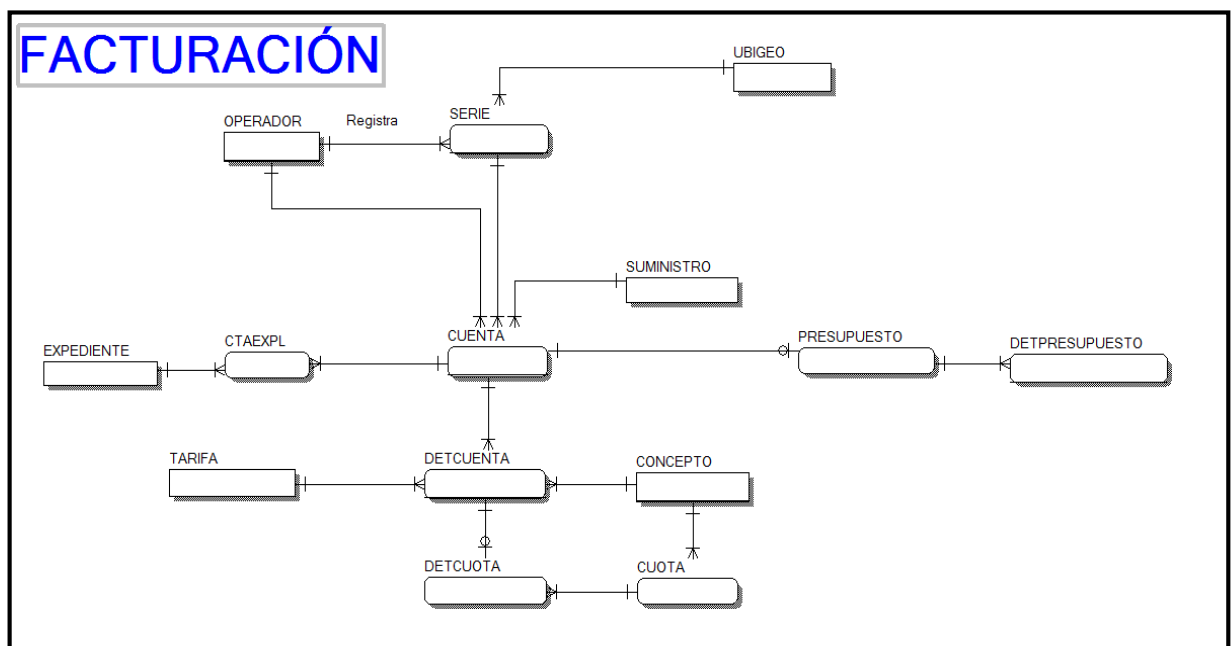 FACTURACIÓN
UBIGEO
OPERADOR
Registra
SERIE
SUMINISTRO
EXPEDIENTE
CTAEXPL
CUENTA
PRESUPUESTO
DETPRESUPUESTO
TARIFA
DETCUENTA
CONCEPTO
DETCUOTA
CUOTA